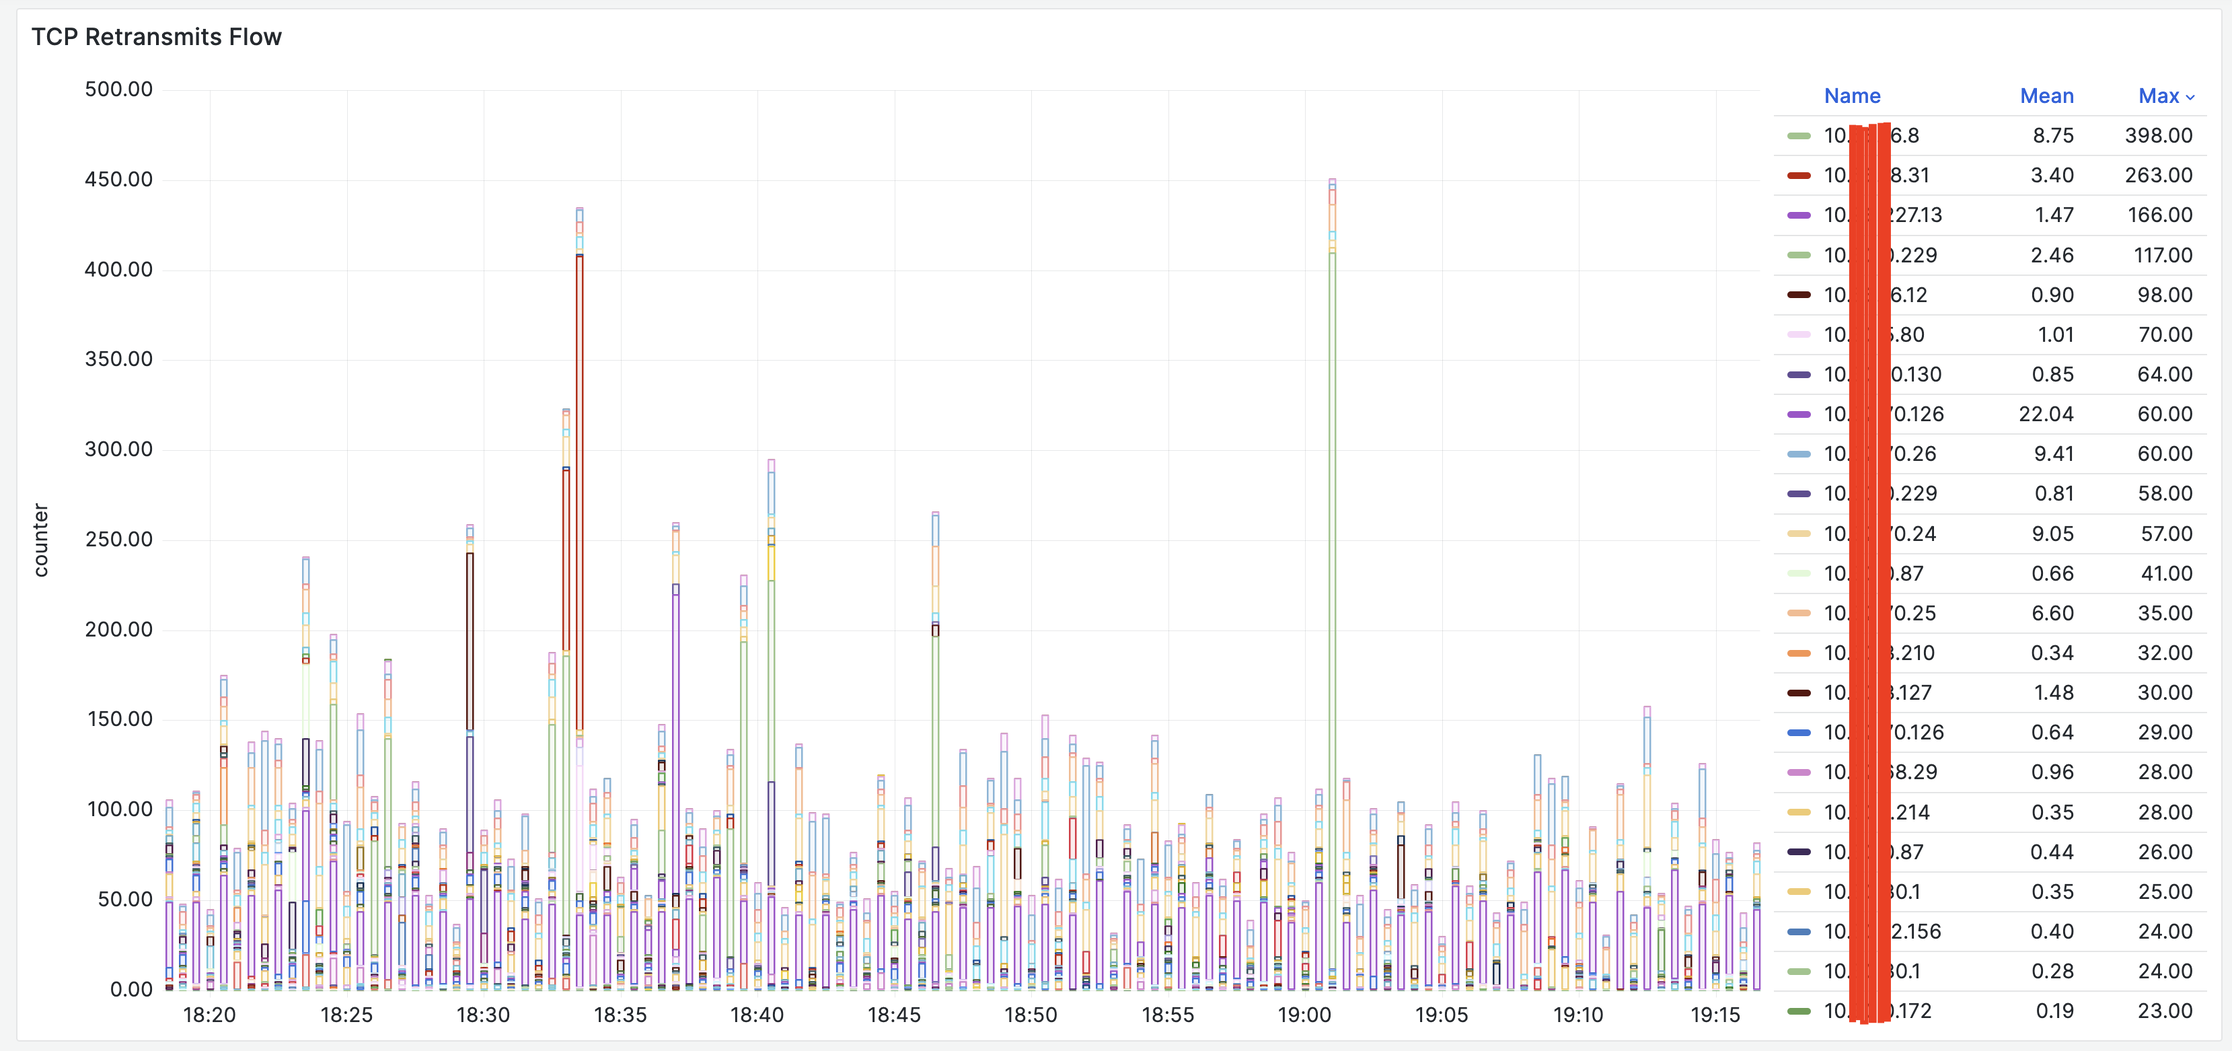 TCP Retransmits Flow
500.00
450.00
400.00
350.00
300.00
250.00
200.00
150.00
100.00
50.00
0.00
counter
18:20 18:25 18:30 18:35 18:40 18:45 18:50 18:55 19:00 19:05 19:10 19:15
Name Mean Max
10. 6.8 8.75 398.00
10. 8.31 3.40 263.00
10. 227.13 1.47 166.00
10. .229 2.46 117.00
10. 6.12 0.90 98.00
10. .80 1.01 70.00
10. 0.130 0.85 64.00
10. 0.126 22.04 60.00
10. 0.26 9.41 60.00
10. .229 0.81 58.00
10. 0.24 9.05 57.00
10. .87 0.66 41.00
10. 0.25 6.60 35.00
10. .210 0.34 32.00
10. .127 1.48 30.00
10. 0.126 0.64 29.00
10. 8.29 0.96 28.00
10. .214 0.35 28.00
10. .87 0.44 26.00
10. 0.1 0.35 25.00
10. 2.156 0.40 24.00
10. 0.1 0.28 24.00
10. .172 0.19 23.00